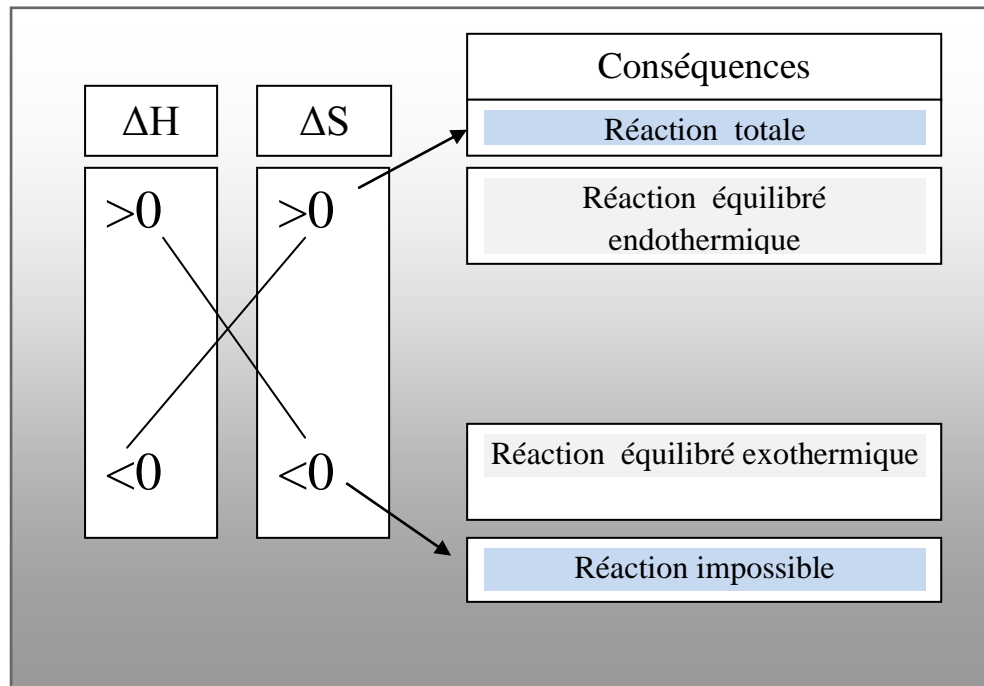 Conséquences
ΔH
ΔS
Réaction totale
>0
>0
Réaction équilibré
endothermique
<0
<0
Réaction équilibré exothermique
Réaction impossible